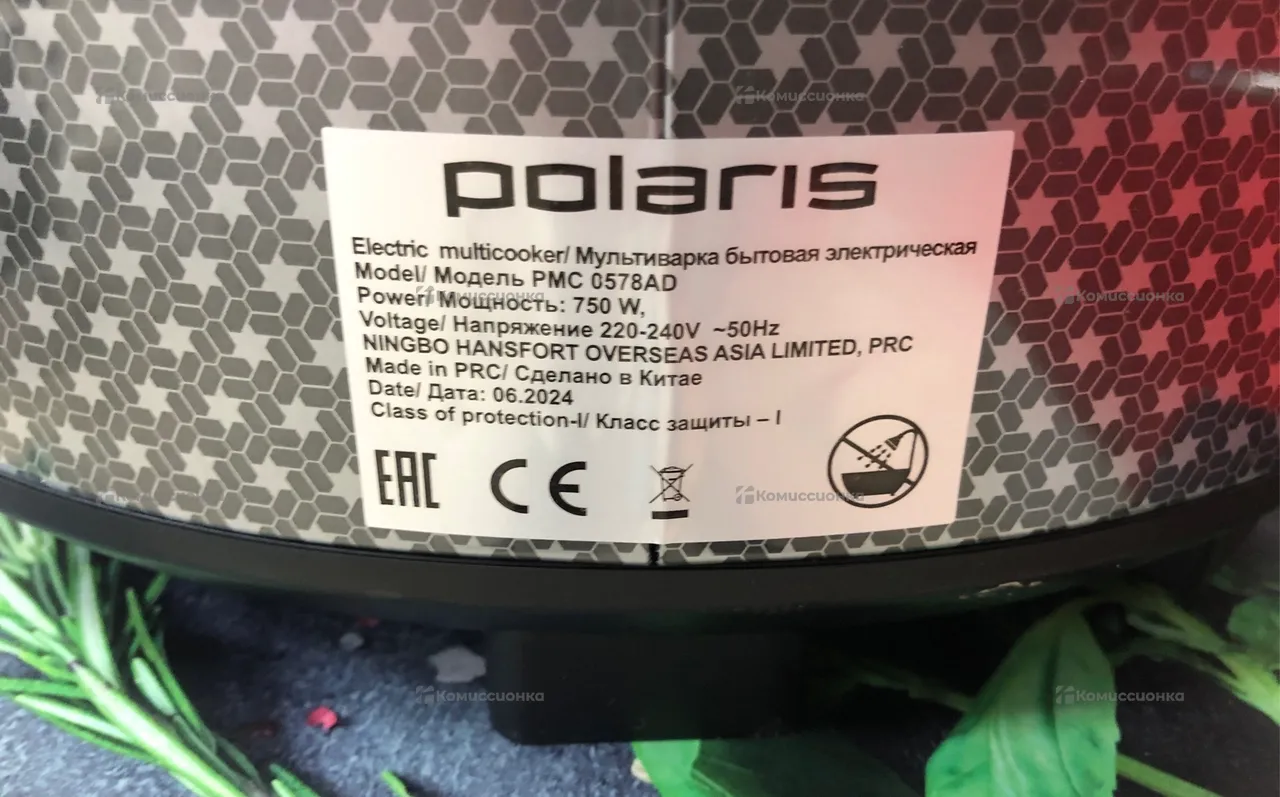 polaris
Electric multicooker/ Мультиварка бытовая электрическая
Model/ Модель PMC 0578AD
Power/ Мощность: 750 W,
Voltage/ Напряжение 220-240V ~50Hz
NINGBO HANSFORT OVERSEAS ASIA LIMITED, PRC
Made in PRC/ Сделано в Китае
Date/ Дата: 06.2024
Class of protection-I/ Класс защиты – I
EAC CE
Комиссионка
Комиссионка
Комиссионка
Комиссионка
Комиссионка
Комиссионка
Комиссионка
Комиссионка